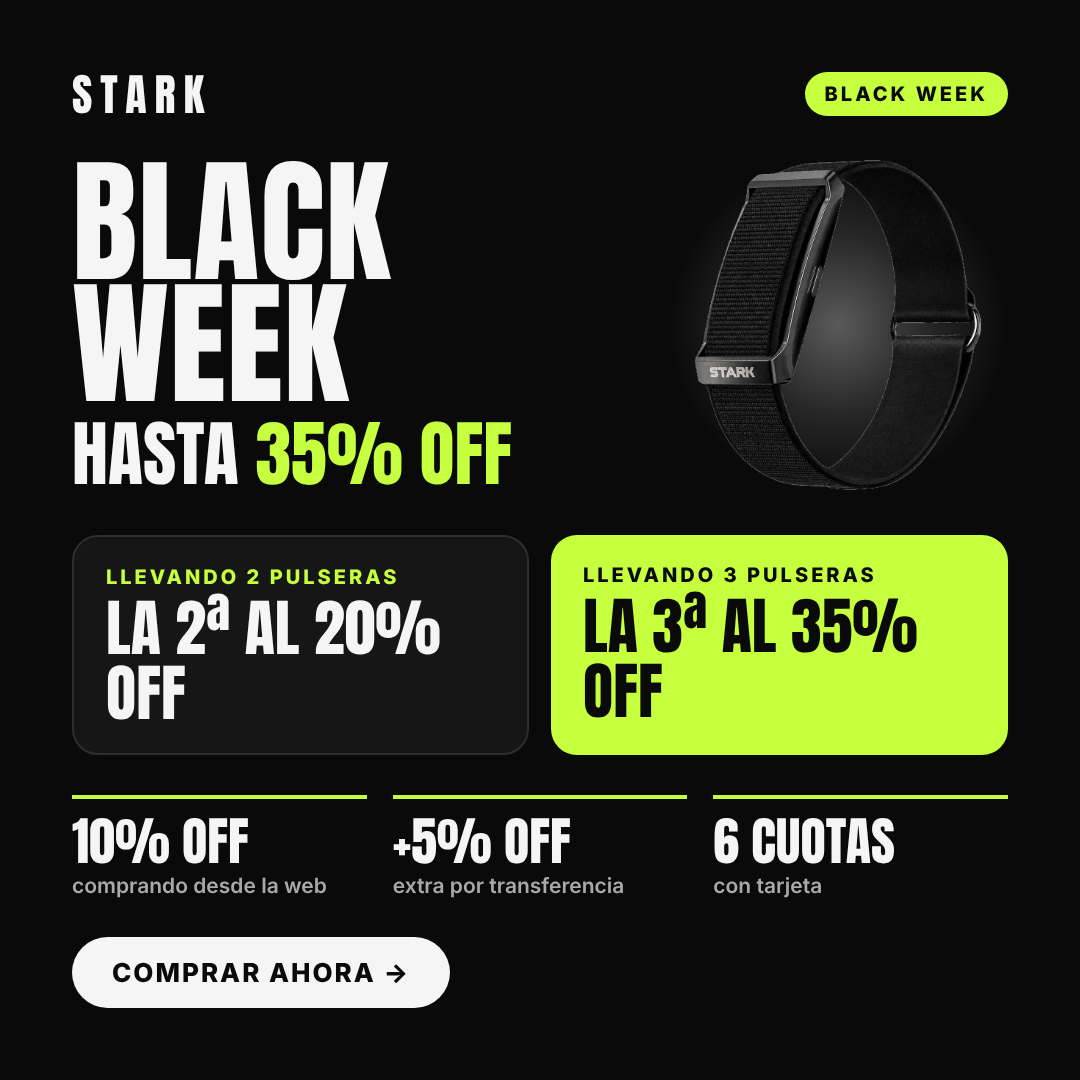 STARK
BLACK WEEK
BLACK
WEEK
HASTA 35% OFF
STARK
LLEVANDO 2 PULSERAS
LA 2ª AL 20%
OFF
LLEVANDO 3 PULSERAS
LA 3ª AL 35%
OFF
10% OFF
comprando desde la web
+5% OFF
extra por transferencia
6 CUOTAS
con tarjeta
COMPRAR AHORA →